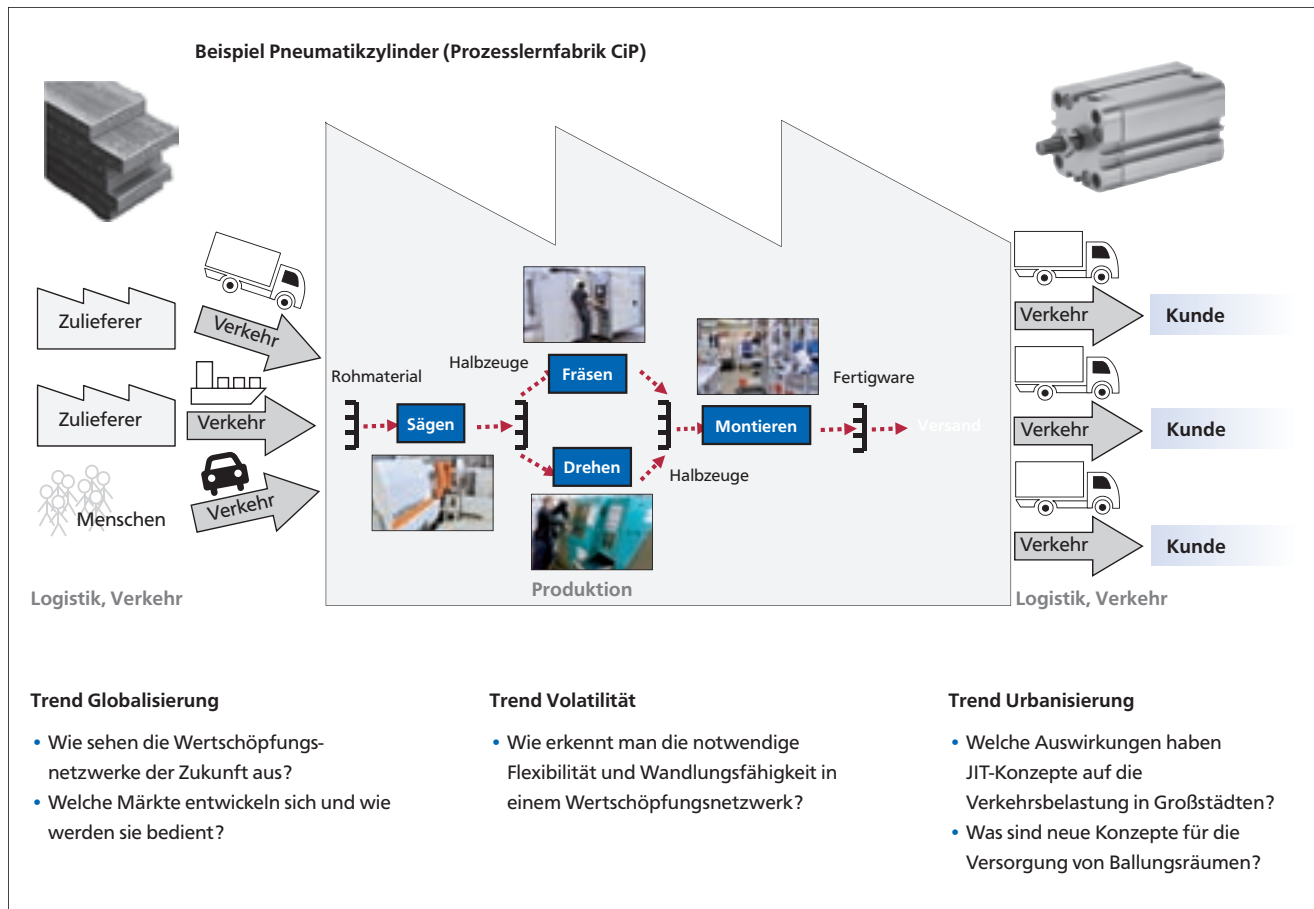 Beispiel Pneumatikzylinder (Prozesslernfabrik CiP)
Zulieferer
Verkehr
Zulieferer
Verkehr
Menschen
Verkehr
Logistik, Verkehr
Rohmaterial
Sägen
Halbzeuge
Fräsen
Drehen
Halbzeuge
Montieren
Fertigware
Versand
Produktion
Verkehr
Kunde
Verkehr
Kunde
Verkehr
Kunde
Logistik, Verkehr
Trend Globalisierung
• Wie sehen die Wertschöpfungs-
netzwerke der Zukunft aus?
• Welche Märkte entwickeln sich und wie
werden sie bedient?
Trend Volatilität
• Wie erkennt man die notwendige
Flexibilität und Wandlungsfähigkeit in
einem Wertschöpfungsnetzwerk?
Trend Urbanisierung
• Welche Auswirkungen haben
JIT-Konzepte auf die
Verkehrsbelastung in Großstädten?
• Was sind neue Konzepte für die
Versorgung von Ballungsräumen?